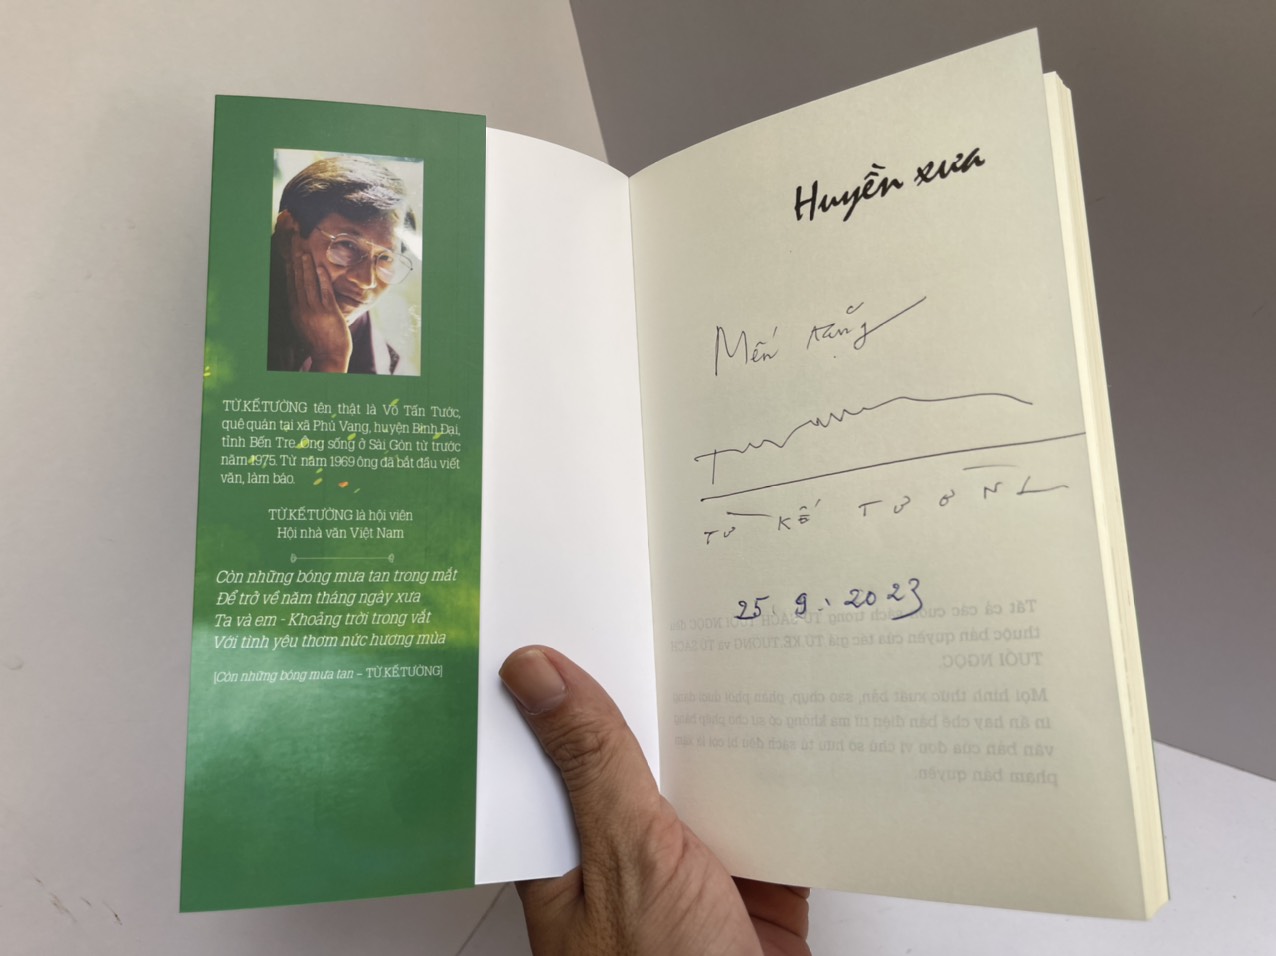 TỪ.KẾ.TƯỜNG tên thật là Võ Tấn Tước,
quê quán tại xã Phú Vang, huyện Bình Đại,
tỉnh Bến Tre. Ông sống ở Sài Gòn từ trước
năm 1975. Từ năm 1969 ông đã bắt đầu viết
văn, làm báo.
TỪ.KẾ.TƯỜNG là hội viên
Hội nhà văn Việt Nam
Còn những bóng mưa tan trong mắt
Để trở về năm tháng ngày xưa
Ta và em - Khoảng trời trong vắt
Với tình yêu thơm nức hương mùa
[Còn những bóng mưa tan - TỪ.KẾ.TƯỜNG]
Huyền xưa
Mến tặng
TỪ KẾ TƯỜNG
25.9.2023
Tất cả các cuốn sách trong TỦ SÁCH TUỔI NGỌC đều
thuộc bản quyền của tác giả TỪ KẾ TƯỜNG và TỦ SÁCH
TUỔI NGỌC.
Mọi hình thức xuất bản, sao chụp, phân phối dưới dạng
in ấn hay chế bản điện tử mà không có sự cho phép bằng
văn bản của đơn vị chủ sở hữu tủ sách đều bị coi là xâm
phạm bản quyền.